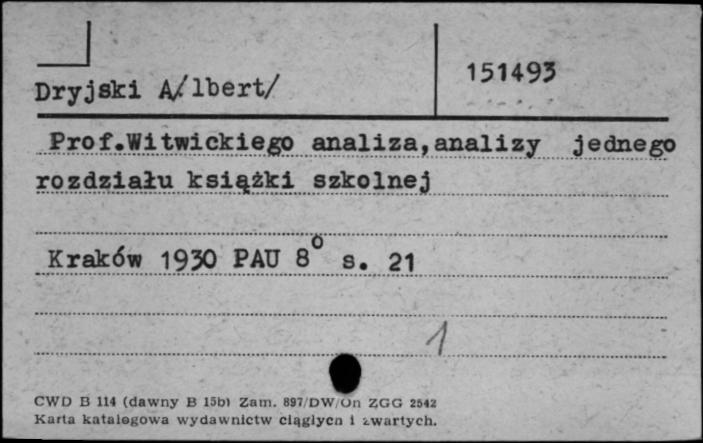 151493
Dryjski A/lbert/
Prof.Witwickiego analiza,analizy jednego
rozdziału książki szkolnej
Kraków 1930 PAU 8° s. 21
1
CWD B 114 (dawny B 15b) Zam. 897/DW/On ZGG 2542
Karta katalogowa wydawnictw ciągłych i zwartych.